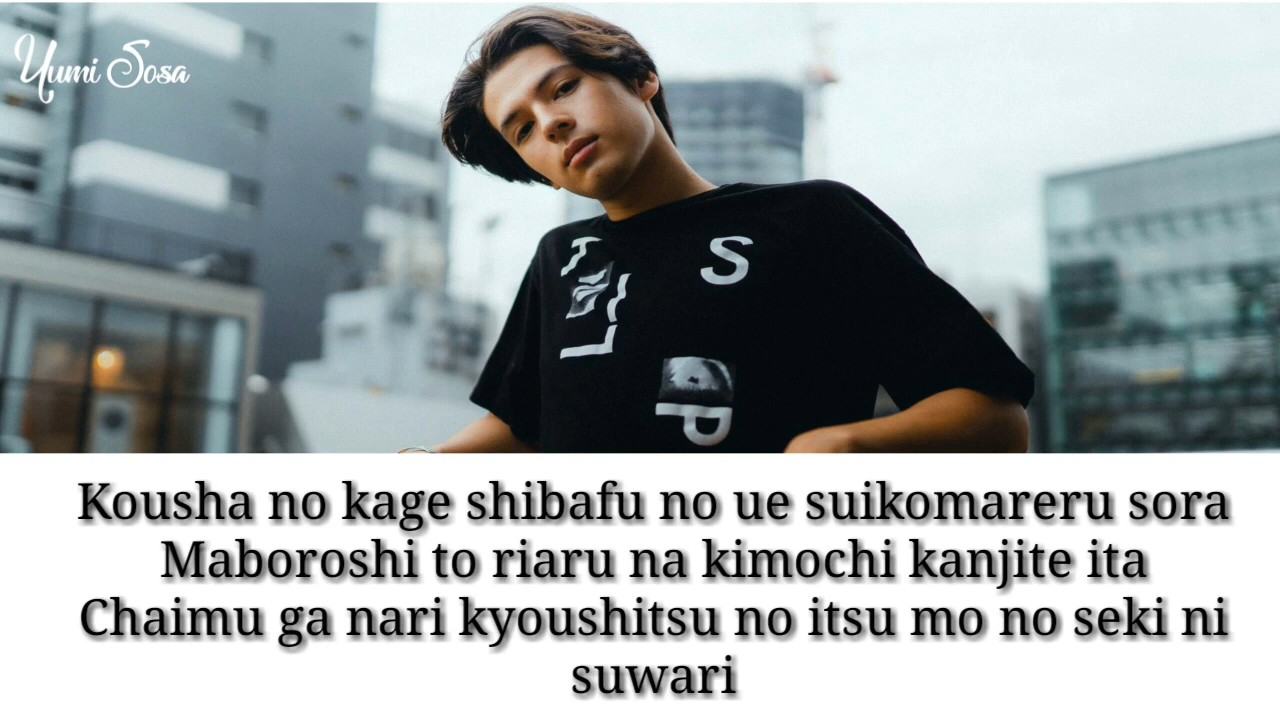 Yumi Sosa
S
P
Kousha no kage shibafu no ue suikomareru sora
Maboroshi to riaru na kimochi kanjite ita
Chaimu ga nari kyoushitsu no itsu mo no seki ni
suwari